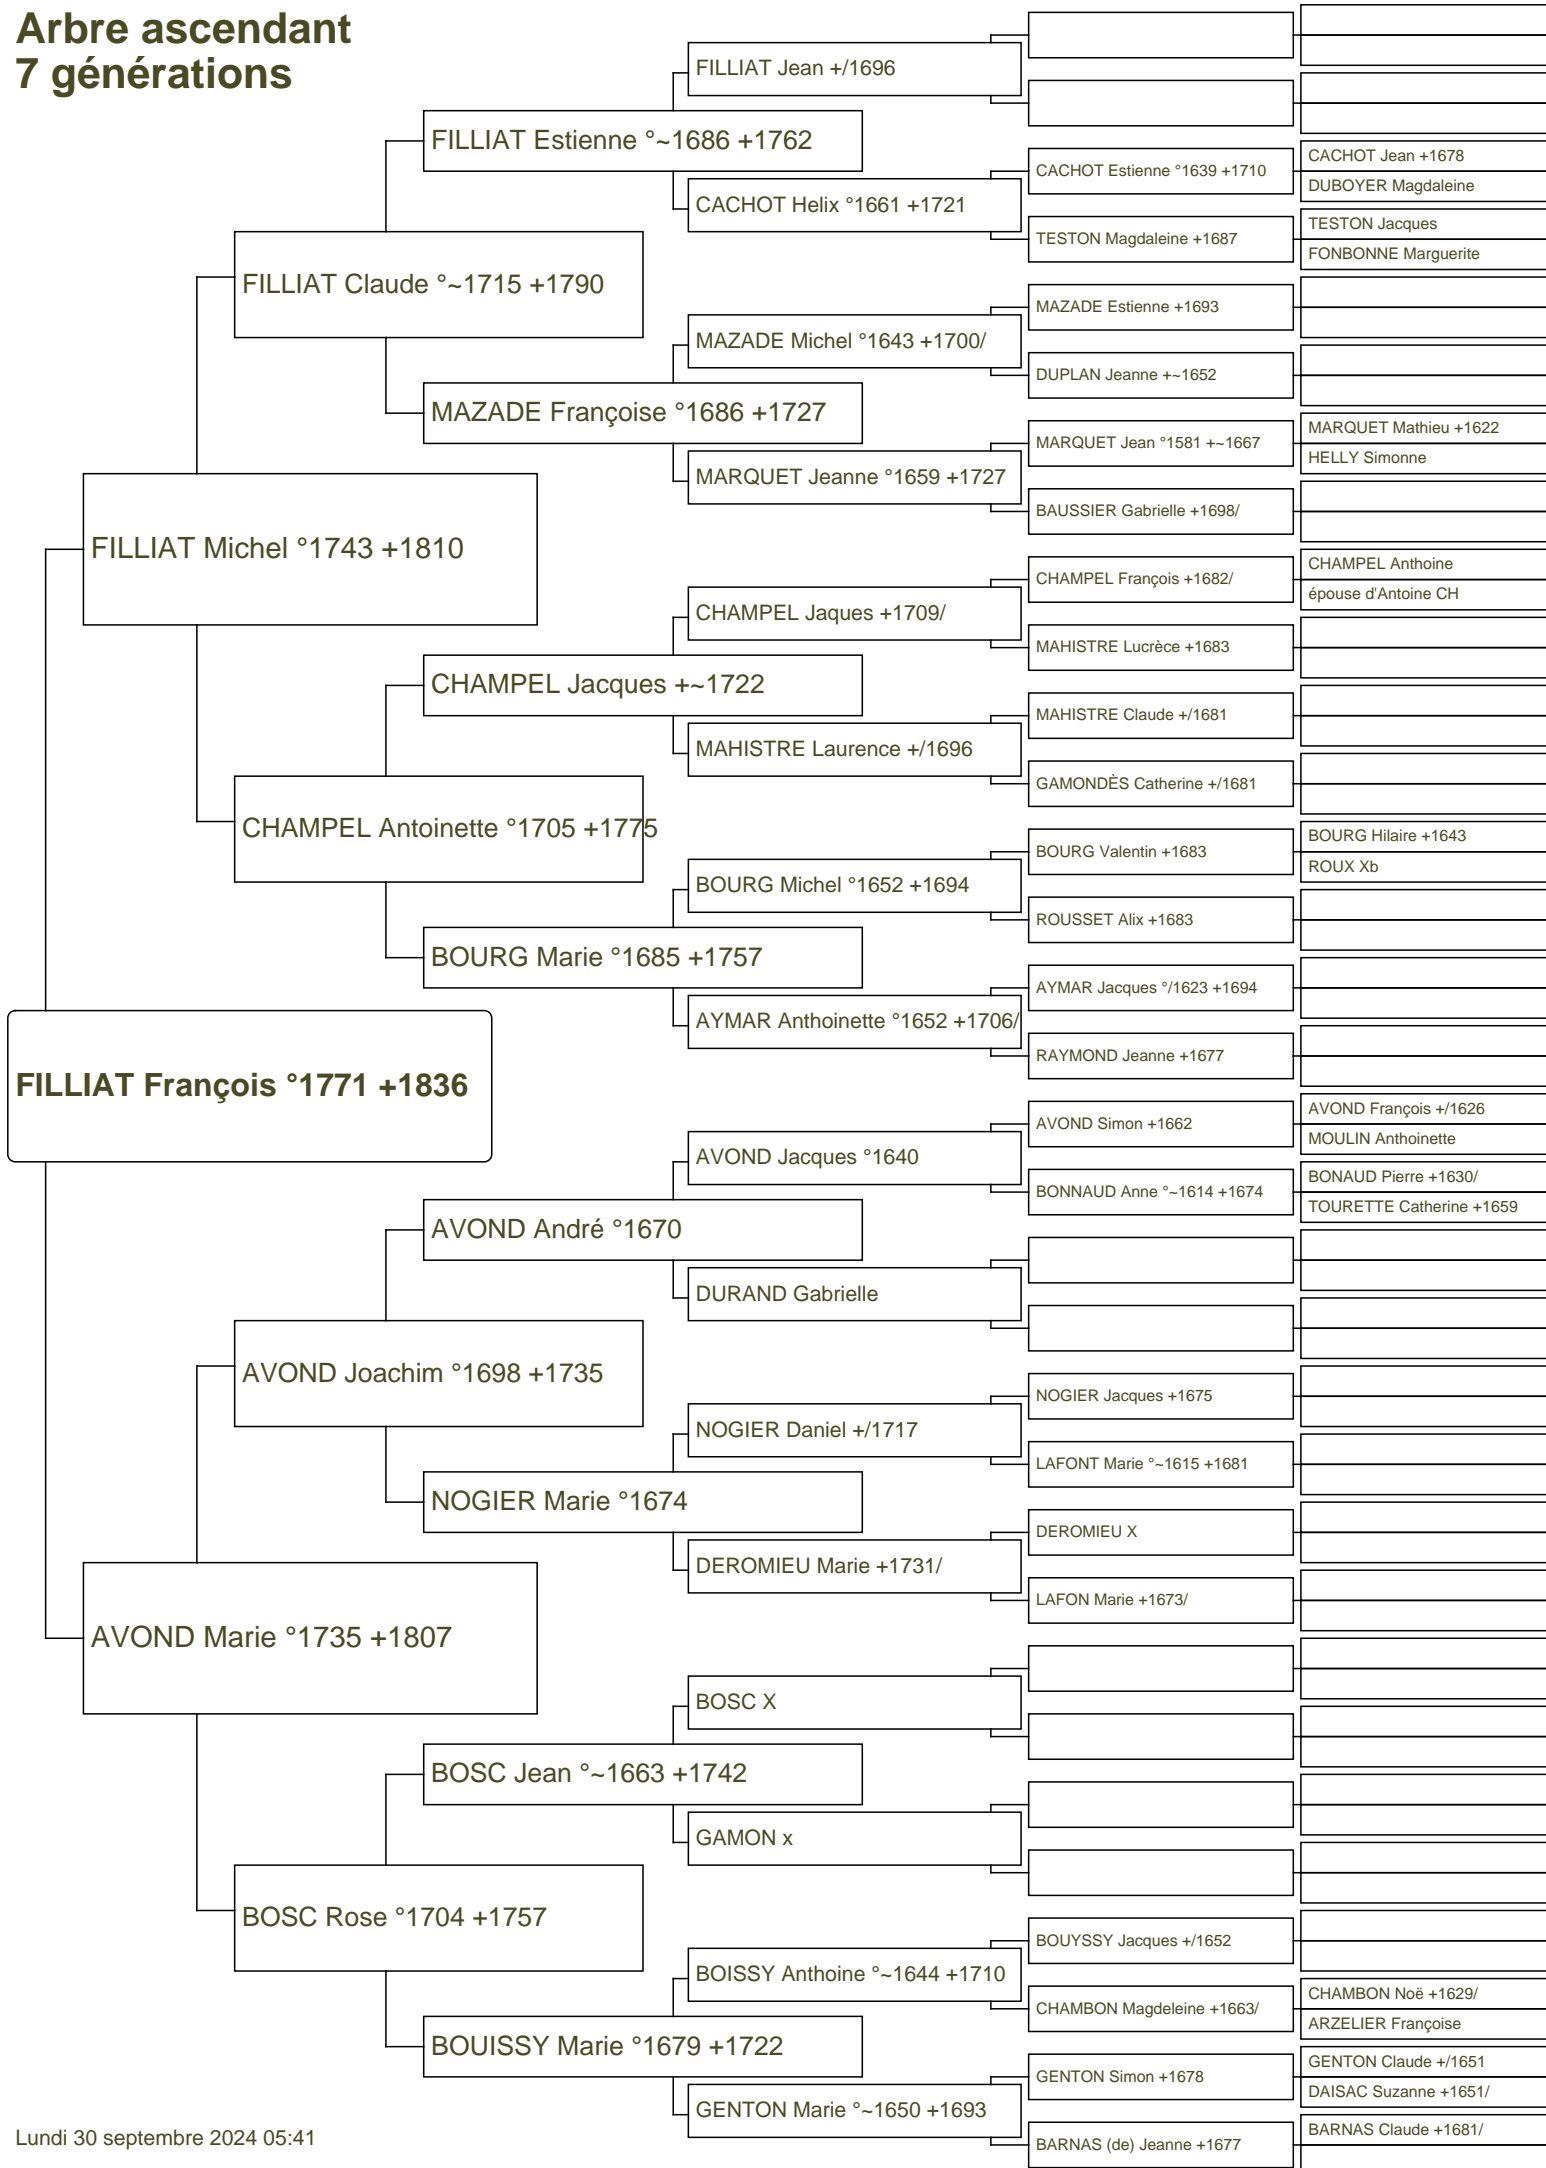 Arbre ascendant
7 générations
FILLIAT François °1771 +1836
FILLIAT Michel °1743 +1810
AVOND Marie °1735 +1807
FILLIAT Claude °~1715 +1790
CHAMPEL Antoinette °1705 +1775
AVOND Joachim °1698 +1735
BOSC Rose °1704 +1757
FILLIAT Estienne °~1686 +1762
MAZADE Françoise °1686 +1727
CHAMPEL Jacques +~1722
BOURG Marie °1685 +1757
AVOND André °1670
NOGIER Marie °1674
BOSC Jean °~1663 +1742
BOUISSY Marie °1679 +1722
FILLIAT Jean +/1696
CACHOT Helix °1661 +1721
MAZADE Michel °1643 +1700/
MARQUET Jeanne °1659 +1727
CHAMPEL Jaques +1709/
MAHISTRE Laurence +/1696
BOURG Michel °1652 +1694
AYMAR Anthoinette °1652 +1706/
AVOND Jacques °1640
DURAND Gabrielle
NOGIER Daniel +/1717
DEROMIEU Marie +1731/
BOSC X
GAMON x
BOISSY Anthoine °~1644 +1710
GENTON Marie °~1650 +1693
CACHOT Estienne °1639 +1710
TESTON Magdaleine +1687
MAZADE Estienne +1693
DUPLAN Jeanne +~1652
MARQUET Jean °1581 +~1667
BAUSSIER Gabrielle +1698/
CHAMPEL François +1682/
MAHISTRE Lucrèce +1683
MAHISTRE Claude +/1681
GAMONDÈS Catherine +/1681
BOURG Valentin +1683
ROUSSET Alix +1683
AYMAR Jacques °/1623 +1694
RAYMOND Jeanne +1677
AVOND Simon +1662
BONNAUD Anne °~1614 +1674
NOGIER Jacques +1675
LAFONT Marie °~1615 +1681
DEROMIEU X
LAFON Marie +1673/
BOUYSSY Jacques +/1652
CHAMBON Magdeleine +1663/
GENTON Simon +1678
BARNAS (de) Jeanne +1677
CACHOT Jean +1678
DUBOYER Magdaleine
TESTON Jacques
FONBONNE Marguerite
MARQUET Mathieu +1622
HELLY Simonne
CHAMPEL Anthoine
épouse d'Antoine CH
BOURG Hilaire +1643
ROUX Xb
AVOND François +/1626
MOULIN Anthoinette
BONAUD Pierre +1630/
TOURETTE Catherine +1659
CHAMBON Noë +1629/
ARZELIER Françoise
GENTON Claude +/1651
DAISAC Suzanne +1651/
BARNAS Claude +1681/
Lundi 30 septembre 2024 05:41